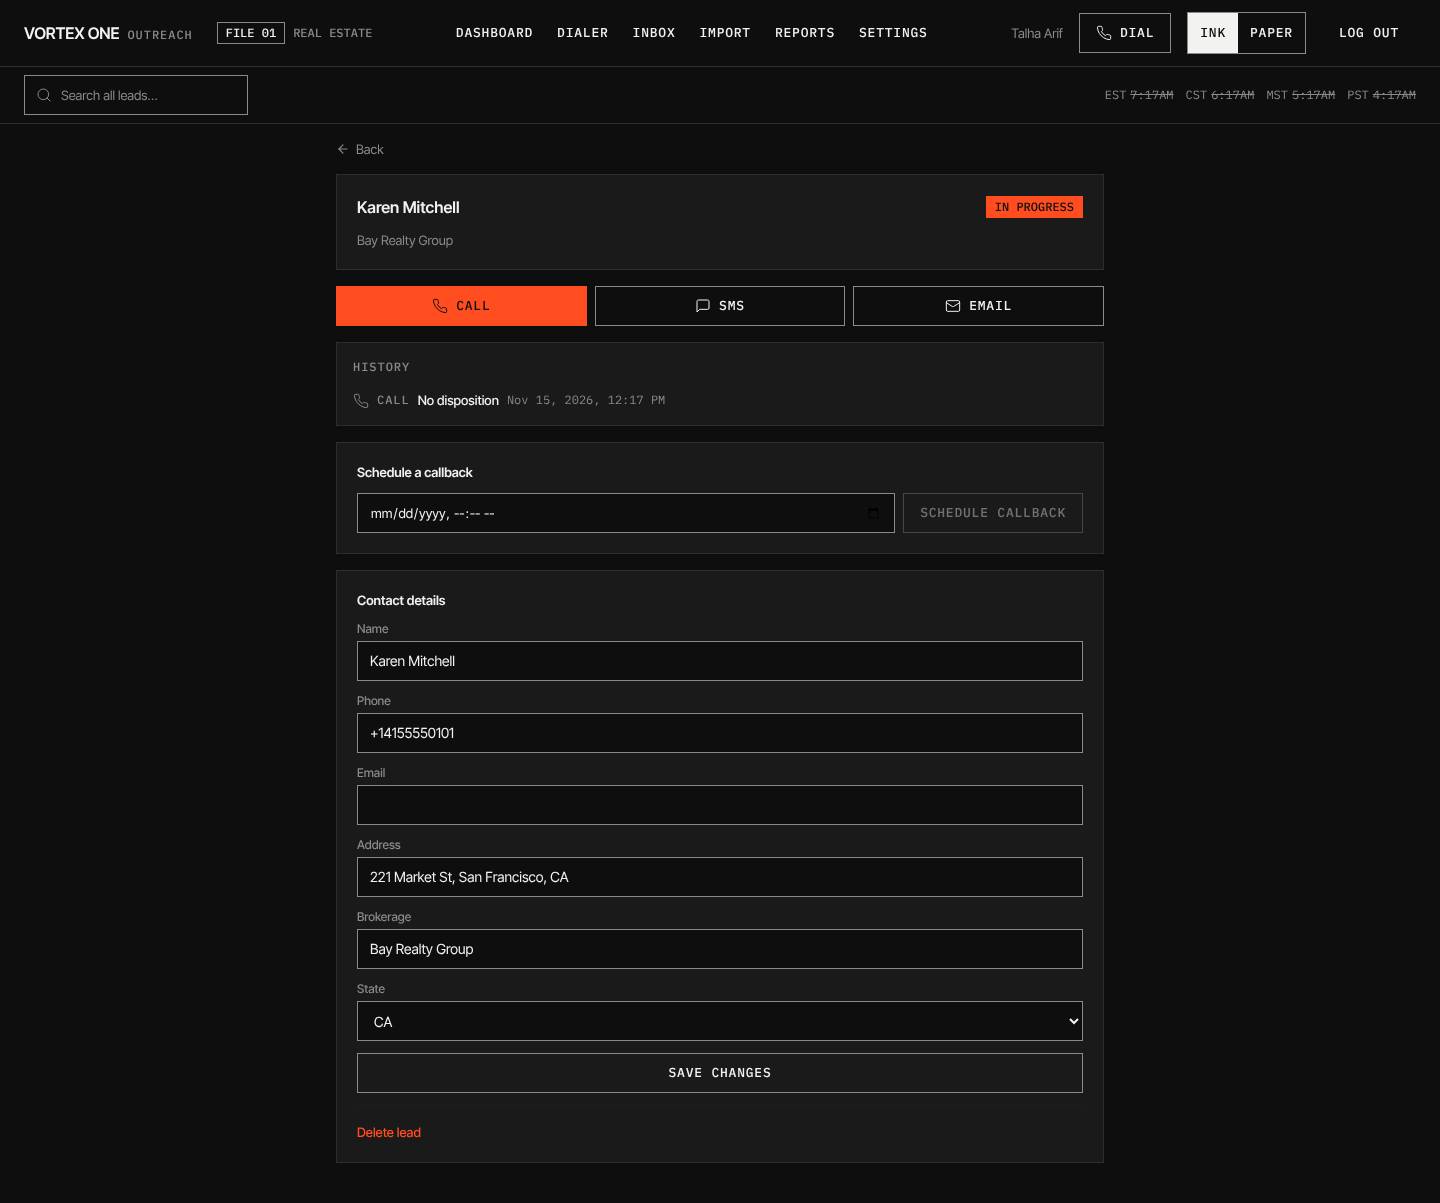 VORTEX ONE OUTREACH FILE 01 REAL ESTATE DASHBOARD DIALER INBOX IMPORT REPORTS SETTINGS Talha Arif DIAL INK PAPER LOG OUT
Search all leads... EST 7:17AM CST 6:17AM MST 5:17AM PST 4:17AM
Back
Karen Mitchell IN PROGRESS
Bay Realty Group
CALL SMS EMAIL
HISTORY
CALL No disposition Nov 15, 2026, 12:17 PM
Schedule a callback
mm/dd/yyyy, --:-- -- SCHEDULE CALLBACK
Contact details
Name
Karen Mitchell
Phone
+14155550101
Email
Address
221 Market St, San Francisco, CA
Brokerage
Bay Realty Group
State
CA
SAVE CHANGES
Delete lead